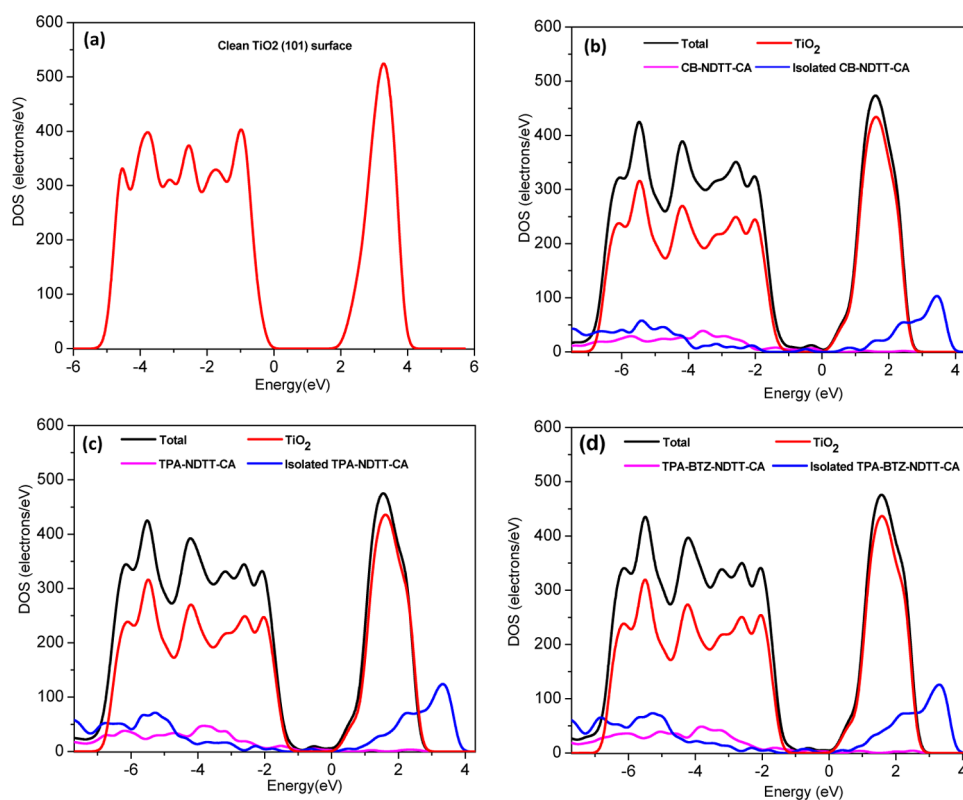 (a)
Clean TiO2 (101) surface
DOS (electrons/eV)
600
500
400
300
200
100
0
-6 -4 -2 0 2 4 6
Energy(eV)
(b)
Total TiO2
CB-NDTT-CA Isolated CB-NDTT-CA
DOS (electrons/eV)
600
500
400
300
200
100
0
-6 -4 -2 0 2 4
Energy (eV)
(c)
Total TiO2
TPA-NDTT-CA Isolated TPA-NDTT-CA
DOS (electrons/eV)
600
500
400
300
200
100
0
-6 -4 -2 0 2 4
Energy(eV)
(d)
Total TiO2
TPA-BTZ-NDTT-CA Isolated TPA-BTZ-NDTT-CA
DOS (electrons/eV)
600
500
400
300
200
100
0
-6 -4 -2 0 2 4
Energy (eV)